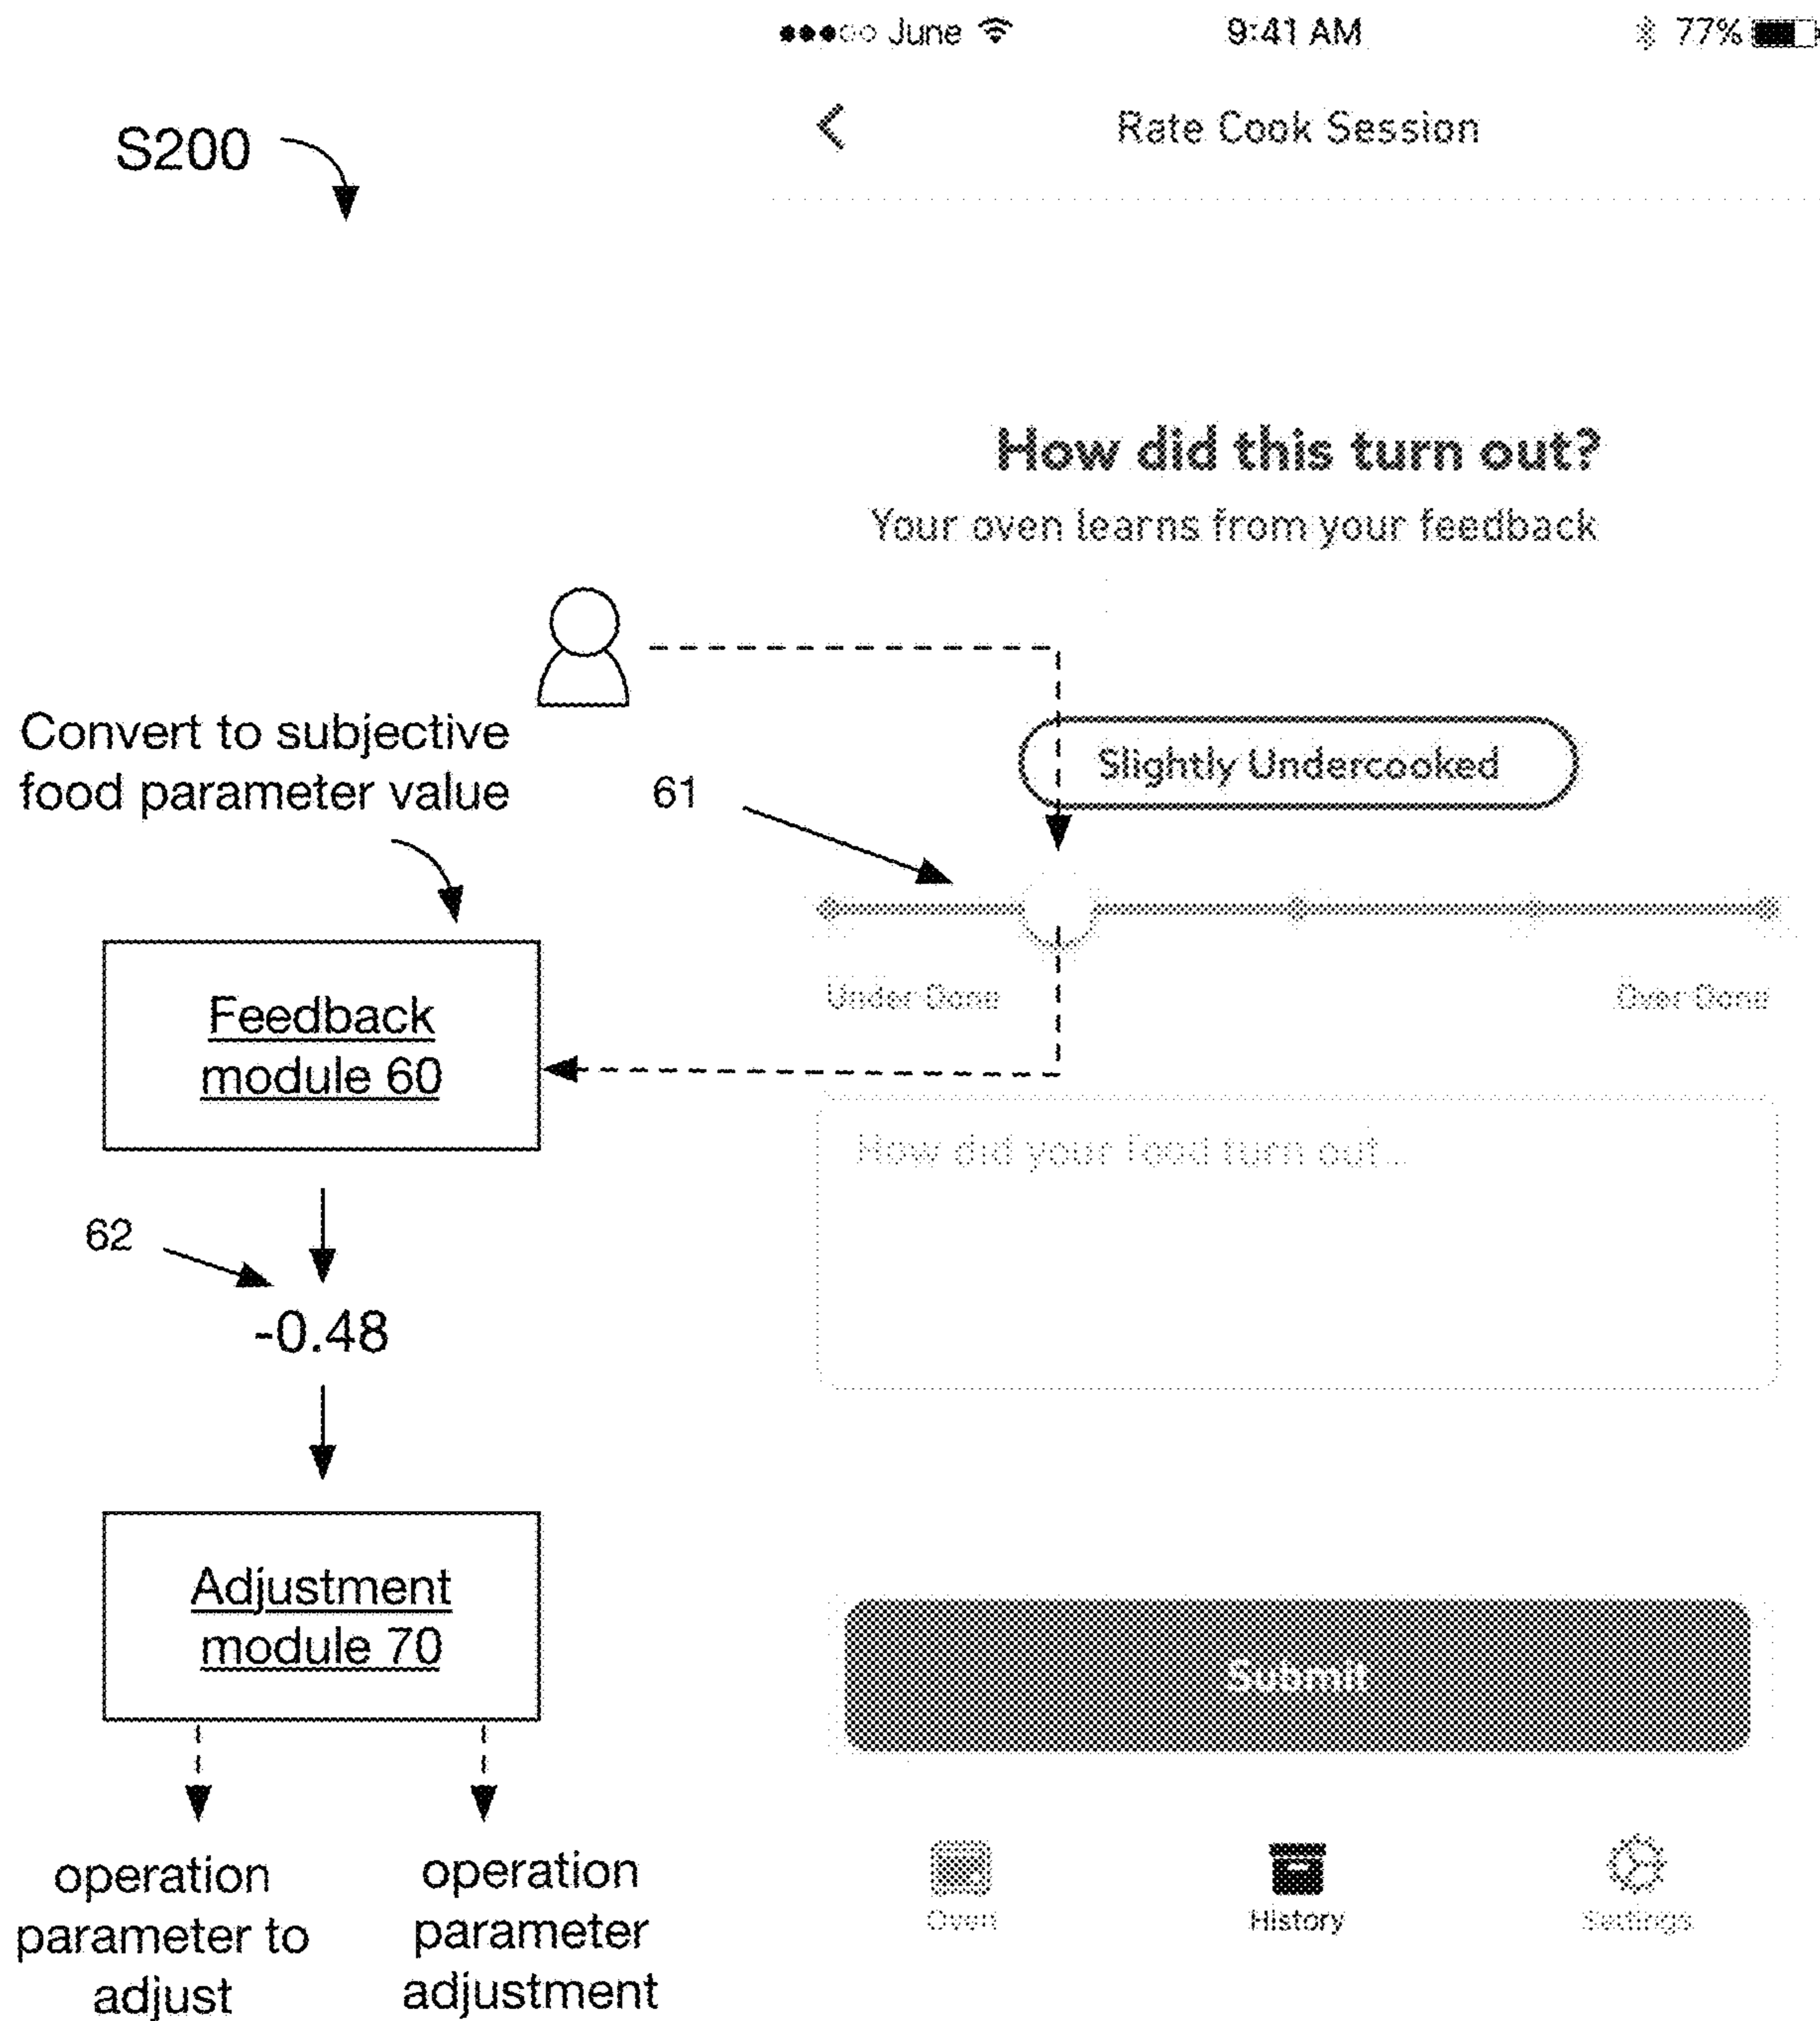 June 9:41 AM 77%
S200
Rate Cook Session
How did this turn out?
Your oven learns from your feedback
Convert to subjective
food parameter value
61
Slightly Undercooked
Under Done
Over Done
Feedback
module 60
How did your food turn out...
62
-0.48
Adjustment
module 70
Submit
operation
parameter to
adjust
operation
parameter
adjustment
Oven
History
Settings